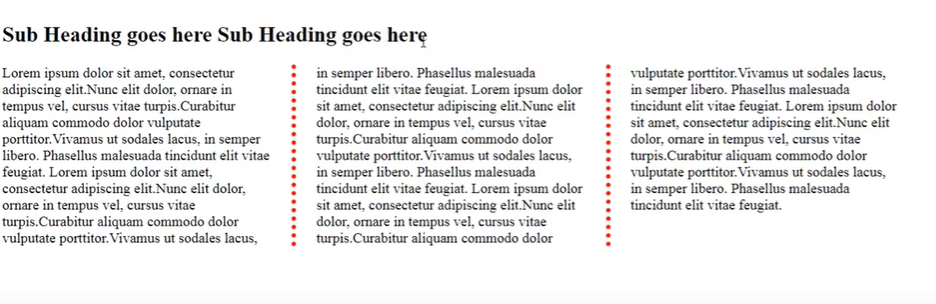 Sub Heading goes here Sub Heading goes here
Lorem ipsum dolor sit amet, consectetur
adipiscing elit.Nunc elit dolor, ornare in
tempus vel, cursus vitae turpis.Curabitur
aliquam commodo dolor vulputate
porttitor.Vivamus ut sodales lacus, in semper
libero. Phasellus malesuada tincidunt elit vitae
feugiat. Lorem ipsum dolor sit amet,
consectetur adipiscing elit.Nunc elit dolor,
ornare in tempus vel, cursus vitae
turpis.Curabitur aliquam commodo dolor
vulputate porttitor.Vivamus ut sodales lacus,
in semper libero. Phasellus malesuada
tincidunt elit vitae feugiat. Lorem ipsum dolor
sit amet, consectetur adipiscing elit.Nunc elit
dolor, ornare in tempus vel, cursus vitae
turpis.Curabitur aliquam commodo dolor
vulputate porttitor.Vivamus ut sodales lacus,
in semper libero. Phasellus malesuada
tincidunt elit vitae feugiat. Lorem ipsum dolor
sit amet, consectetur adipiscing elit.Nunc elit
dolor, ornare in tempus vel, cursus vitae
turpis.Curabitur aliquam commodo dolor
vulputate porttitor.Vivamus ut sodales lacus,
in semper libero. Phasellus malesuada
tincidunt elit vitae feugiat. Lorem ipsum dolor
sit amet, consectetur adipiscing elit.Nunc elit
dolor, ornare in tempus vel, cursus vitae
turpis.Curabitur aliquam commodo dolor
vulputate porttitor.Vivamus ut sodales lacus,
in semper libero. Phasellus malesuada
tincidunt elit vitae feugiat.